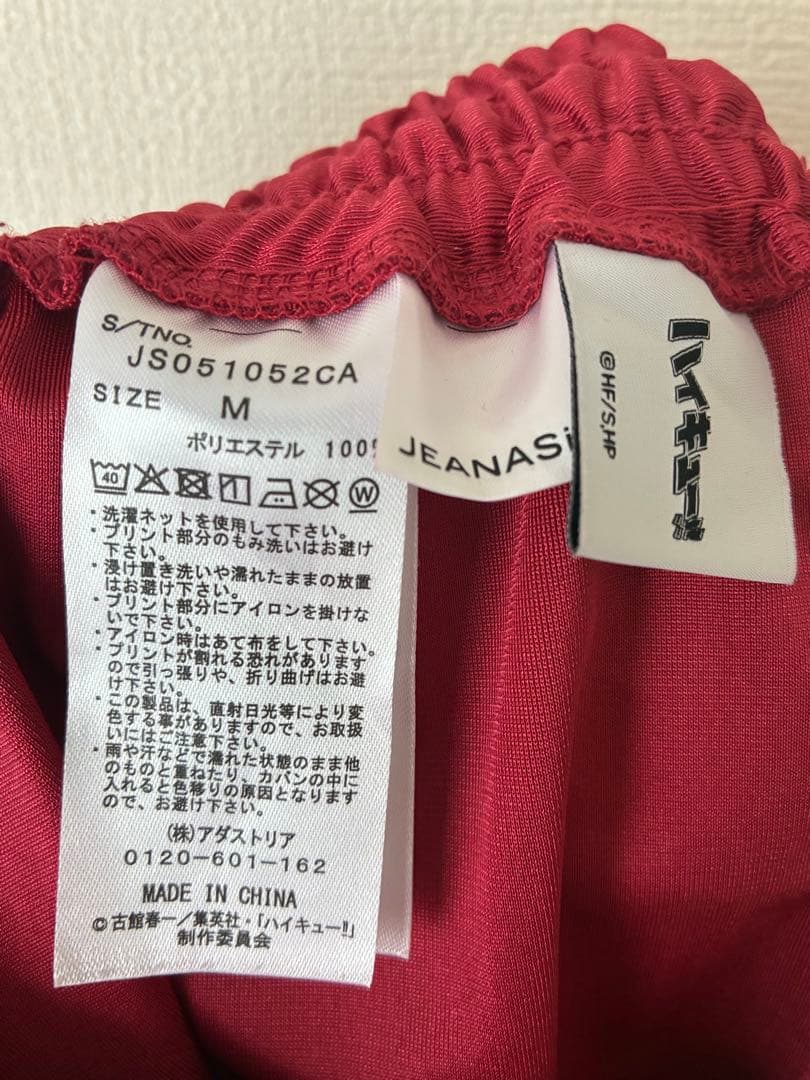 S/TNO.
JS051052CA
SIZE M
ポリエステル 100%
40
W
・洗濯ネットを使用して下さい。
・プリント部分のもみ洗いはお避け
下さい。
・浸け置き洗いや濡れたままの放置
はお避け下さい。
・プリント部分にアイロンを掛けな
いで下さい。
・アイロン時はあて布をして下さい。
・プリントが割れる恐れがあります
ので引っ張りや、折り曲げはお避
け下さい。
・この製品は、直射日光等により変
色する事がありますので、お取扱
いにはご注意下さい。
・雨や汗などで濡れた状態のまま他
のものと重ねたり、カバンの中に
入れると色移りの原因となります
ので、お避け下さい。
(株)アダストリア
0120-601-162
MADE IN CHINA
©古館春一／集英社・「ハイキュー!!」
制作委員会
JEANASi
ハイキュー!!
@HF/S,HP